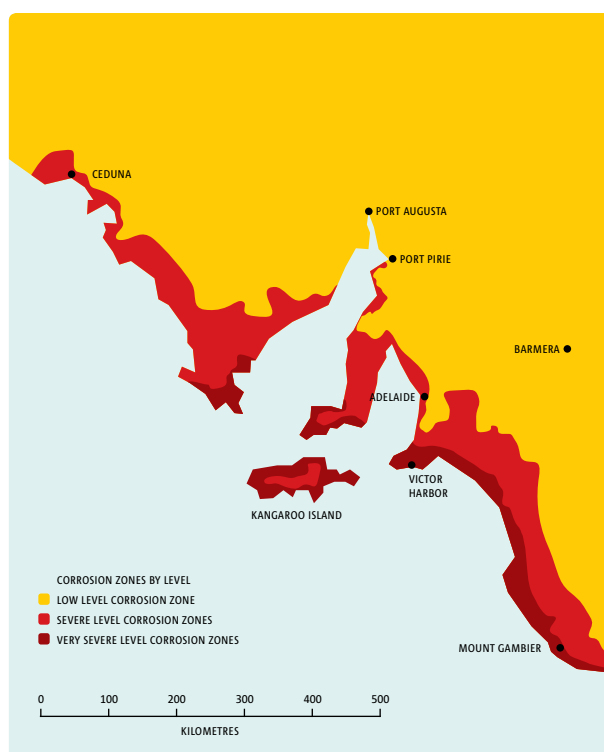 CEDUNA
PORT AUGUSTA
PORT PIRIE
BARMERA
ADELAIDE
VICTOR
HARBOR
KANGAROO ISLAND
CORROSION ZONES BY LEVEL
LOW LEVEL CORROSION ZONE
SEVERE LEVEL CORROSION ZONES
VERY SEVERE LEVEL CORROSION ZONES
MOUNT GAMBIER
0 100 200 300 400 500
KILOMETRES